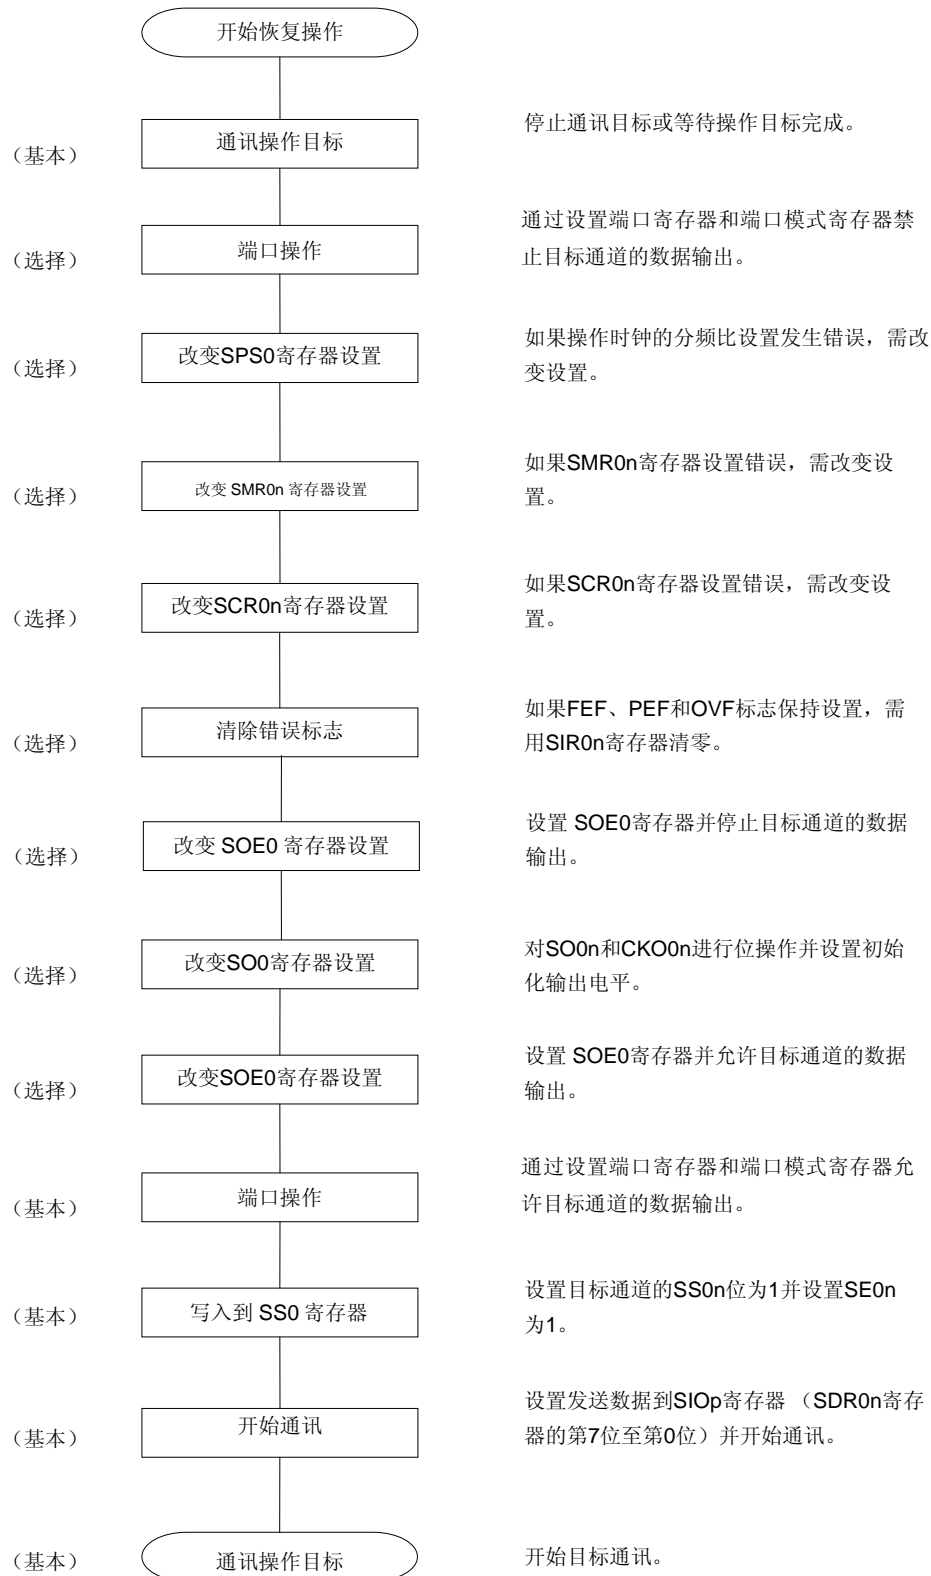 开始恢复操作
停止通讯目标或等待操作目标完成。
通讯操作目标
（基本）
通过设置端口寄存器和端口模式寄存器禁
止目标通道的数据输出。
端口操作
（选择）
如果操作时钟的分频比设置发生错误，需改
变设置。
改变SPS0寄存器设置
（选择）
如果SMR0n寄存器设置错误，需改变设
置。
改变 SMR0n 寄存器设置
（选择）
如果SCR0n寄存器设置错误，需改变设
置。
改变SCR0n寄存器设置
（选择）
如果FEF、PEF和OVF标志保持设置，需
用SIR0n寄存器清零。
清除错误标志
（选择）
设置 SOE0寄存器并停止目标通道的数据
输出。
改变 SOE0 寄存器设置
（选择）
对SO0n和CKO0n进行位操作并设置初始
化输出电平。
改变SO0寄存器设置
（选择）
设置 SOE0寄存器并允许目标通道的数据
输出。
改变SOE0寄存器设置
（选择）
通过设置端口寄存器和端口模式寄存器允
许目标通道的数据输出。
端口操作
（基本）
设置目标通道的SS0n位为1并设置SE0n
为1。
写入到 SS0 寄存器
（基本）
设置发送数据到SIOp寄存器 （SDR0n寄存
器的第7位至第0位）并开始通讯。
开始通讯
（基本）
开始目标通讯。
通讯操作目标
（基本）